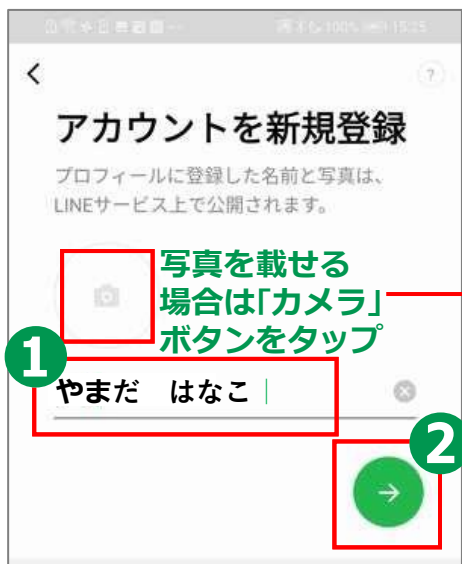 100% 15:25
?
アカウントを新規登録
プロフィールに登録した名前と写真は、
LINEサービス上で公開されます。
写真を載せる
場合は「カメラ」
ボタンをタップ
1
やまだ　はなこ
2